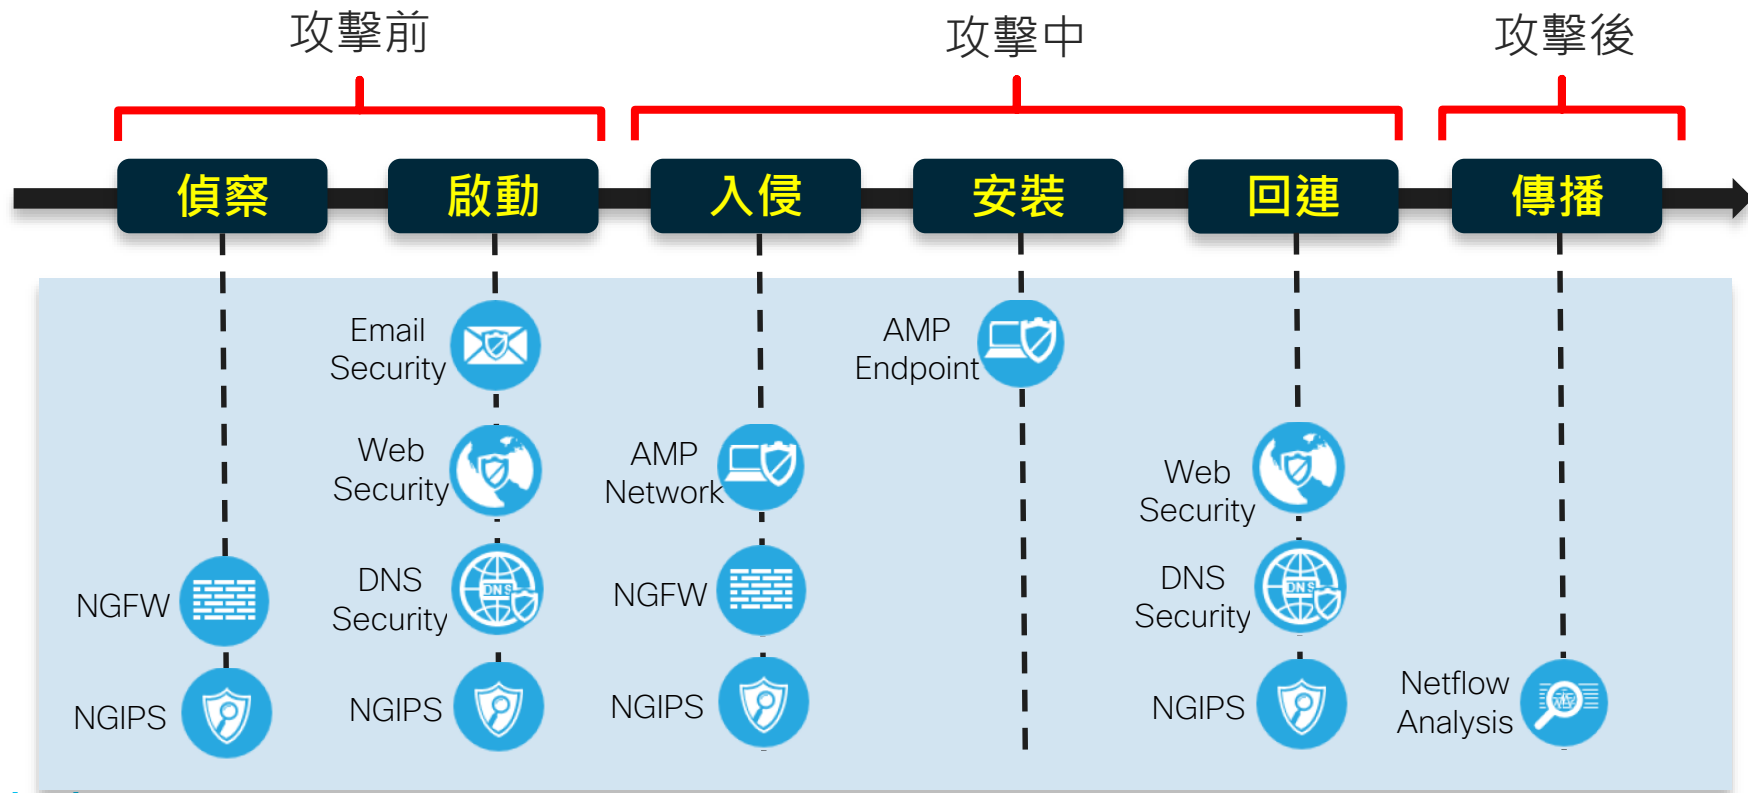 攻擊前
攻擊中
攻擊後
偵察
啟動
入侵
安裝
回連
傳播
NGFW
NGIPS
Email
Security
Web
Security
DNS
DNS
Security
NGIPS
AMP
Network
NGFW
NGIPS
AMP
Endpoint
Web
Security
DNS
DNS
Security
NGIPS
Netflow
Analysis